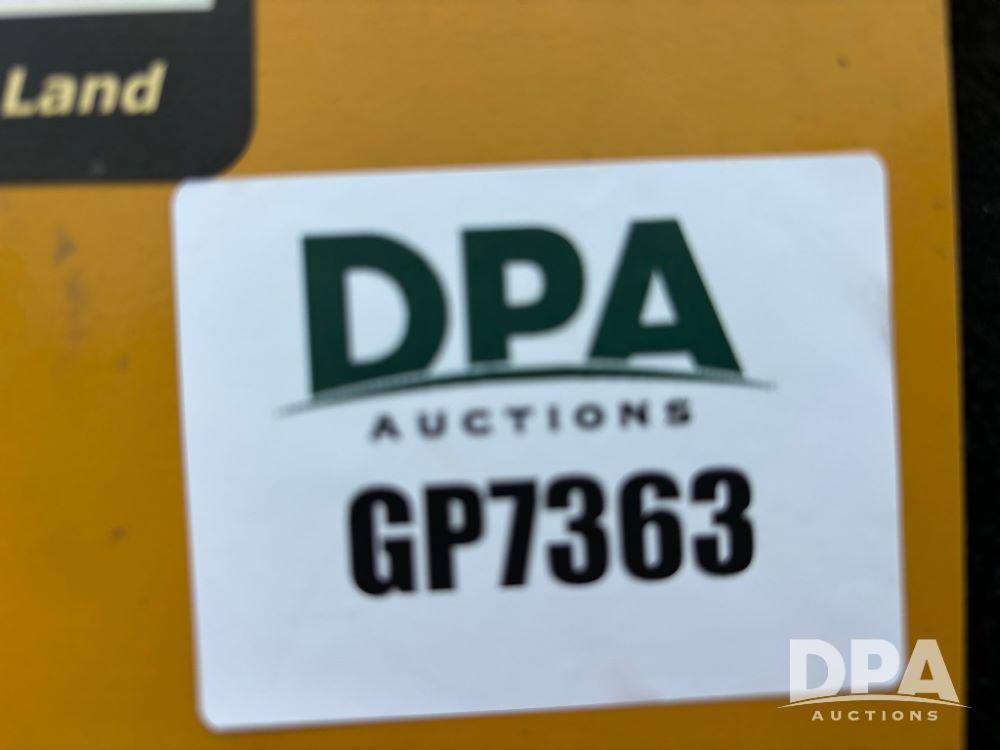 Land
DPA
AUCTIONS
GP7363
DPA
AUCTIONS